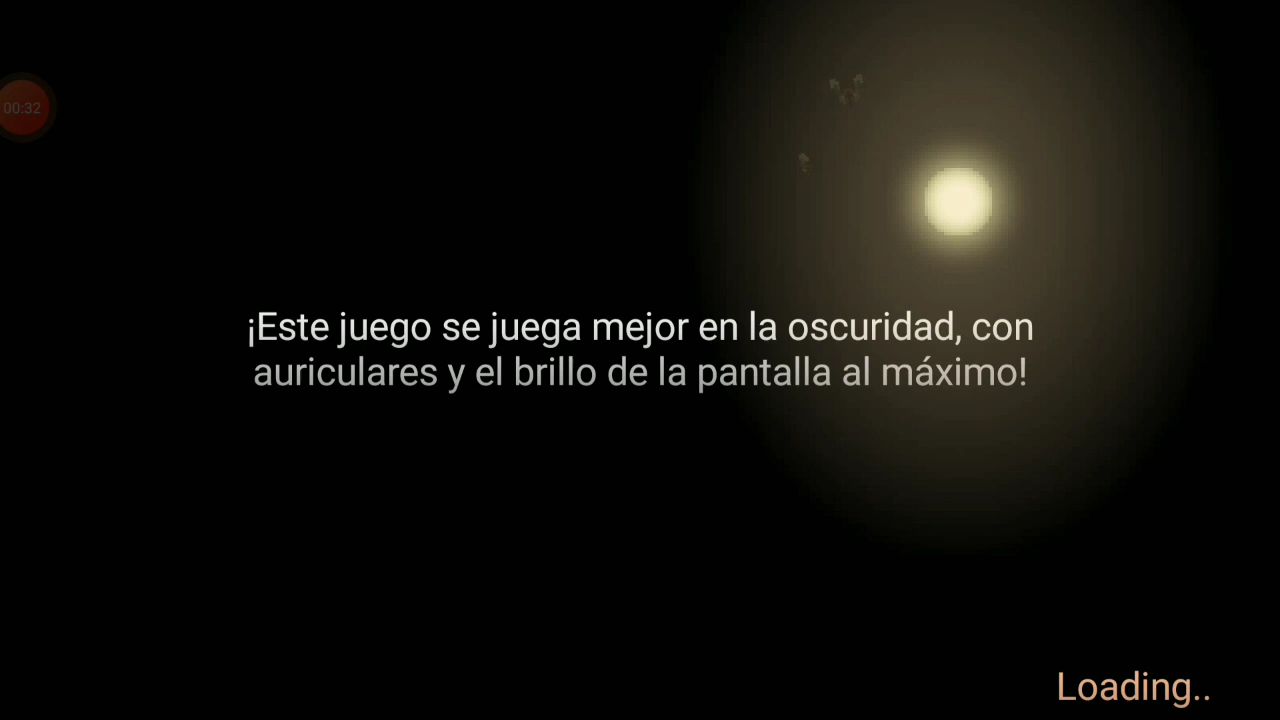 00:32
¡Este juego se juega mejor en la oscuridad, con
auriculares y el brillo de la pantalla al máximo!
Loading..